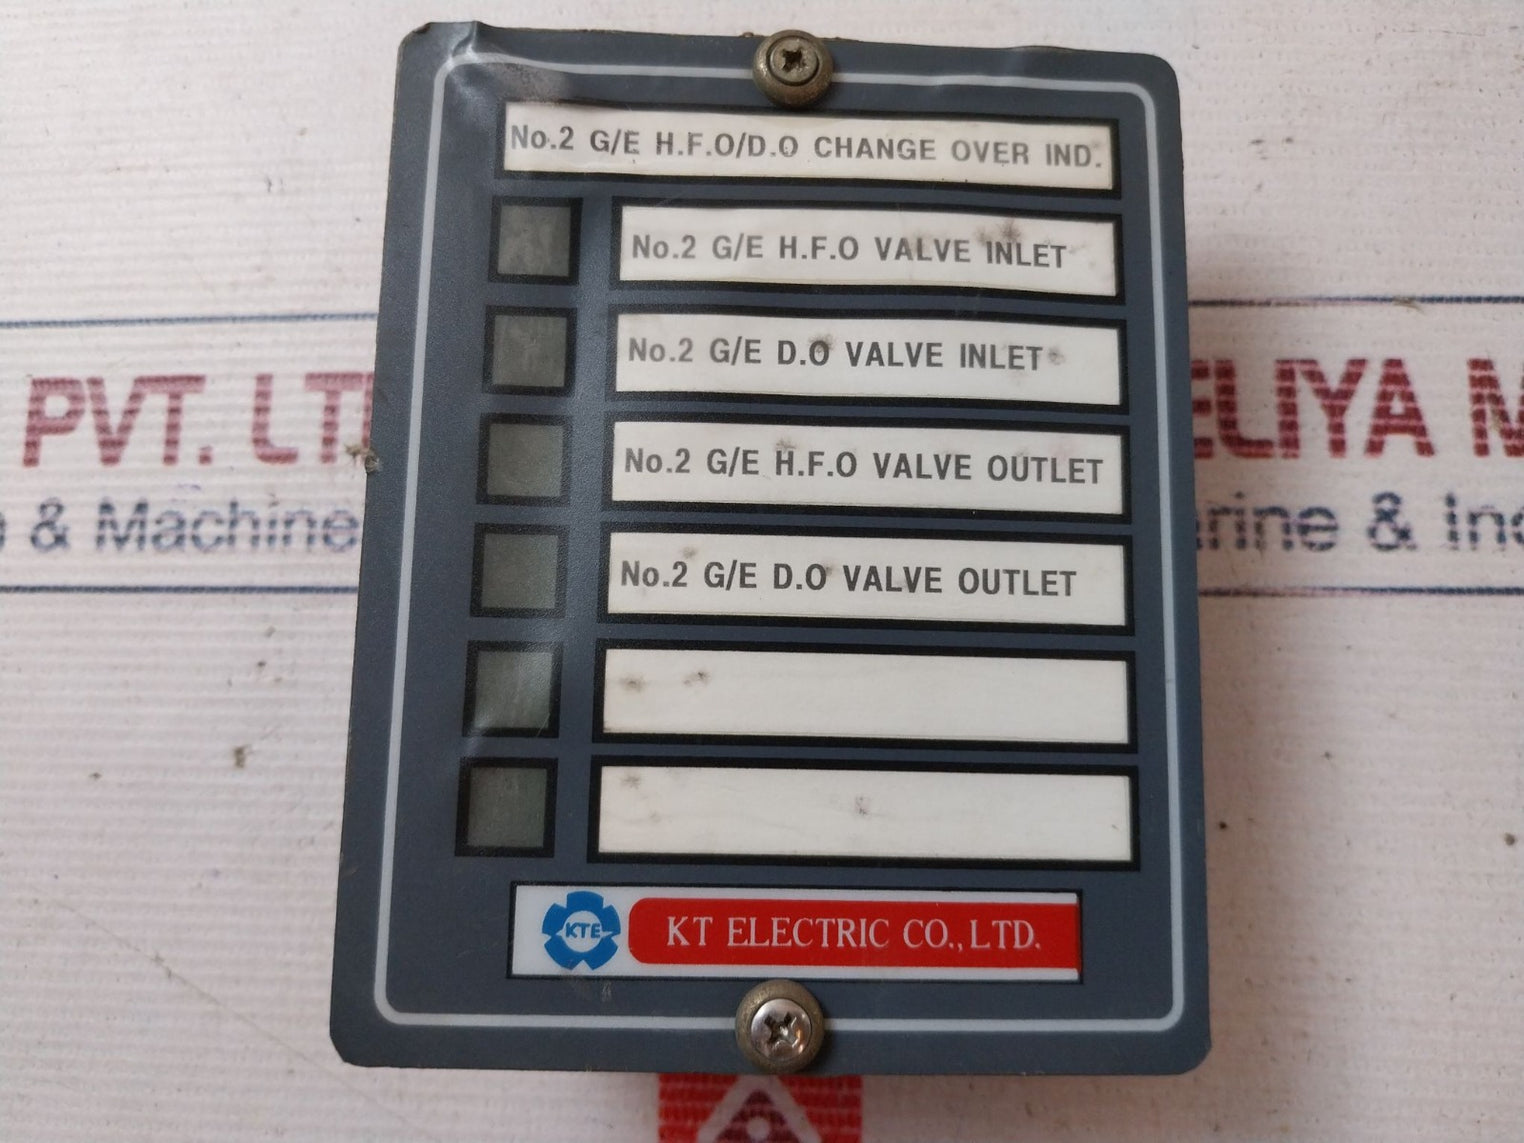 No.2 G/E H.F.O/D.O CHANGE OVER IND.
No.2 G/E H.F.O VALVE INLET
No.2 G/E D.O VALVE INLET
No.2 G/E H.F.O VALVE OUTLET
No.2 G/E D.O VALVE OUTLET
KTE KT ELECTRIC CO., LTD.
PVT. LT
ELIYA M
& Machine
rine & Ind